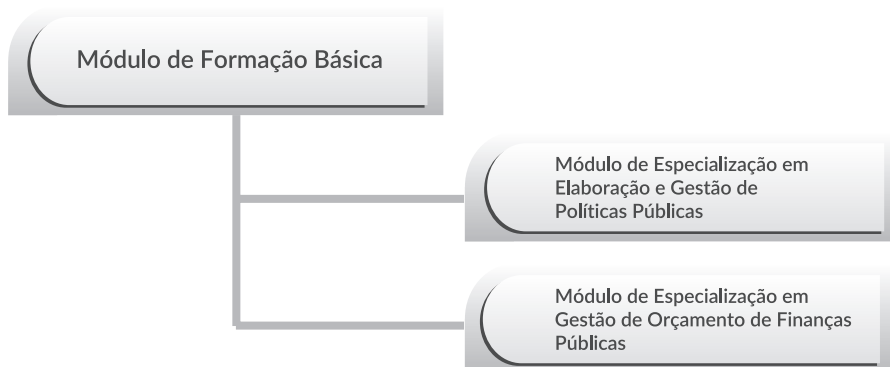 Módulo de Formação Básica
Módulo de Especialização em
Elaboração e Gestão de
Políticas Públicas
Módulo de Especialização em
Gestão de Orçamento de Finanças
Públicas